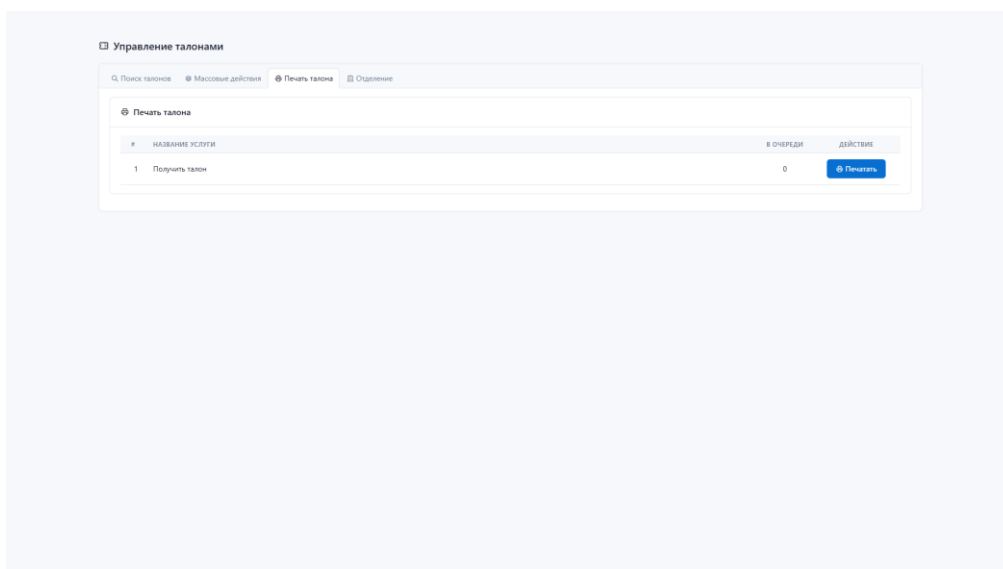 Управление талонами
Поиск талонов Массовые действия Печать талона Отделение
Печать талона
# НАЗВАНИЕ УСЛУГИ В ОЧЕРЕДИ ДЕЙСТВИЕ
1 Получить талон 0 Печатать